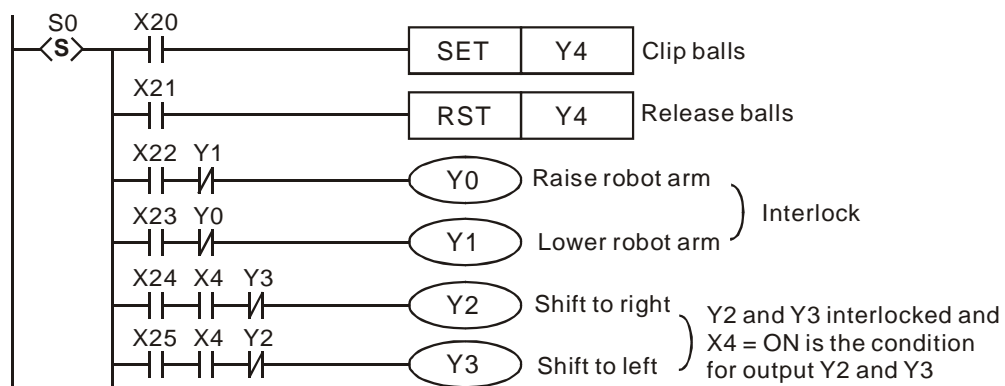 S0 X20
S SET Y4 Clip balls
X21
RST Y4 Release balls
X22 Y1
Y0 Raise robot arm
Interlock
X23 Y0
Y1 Lower robot arm
X24 X4 Y3
Y2 Shift to right
Y2 and Y3 interlocked and
X4 = ON is the condition
for output Y2 and Y3
X25 X4 Y2
Y3 Shift to left